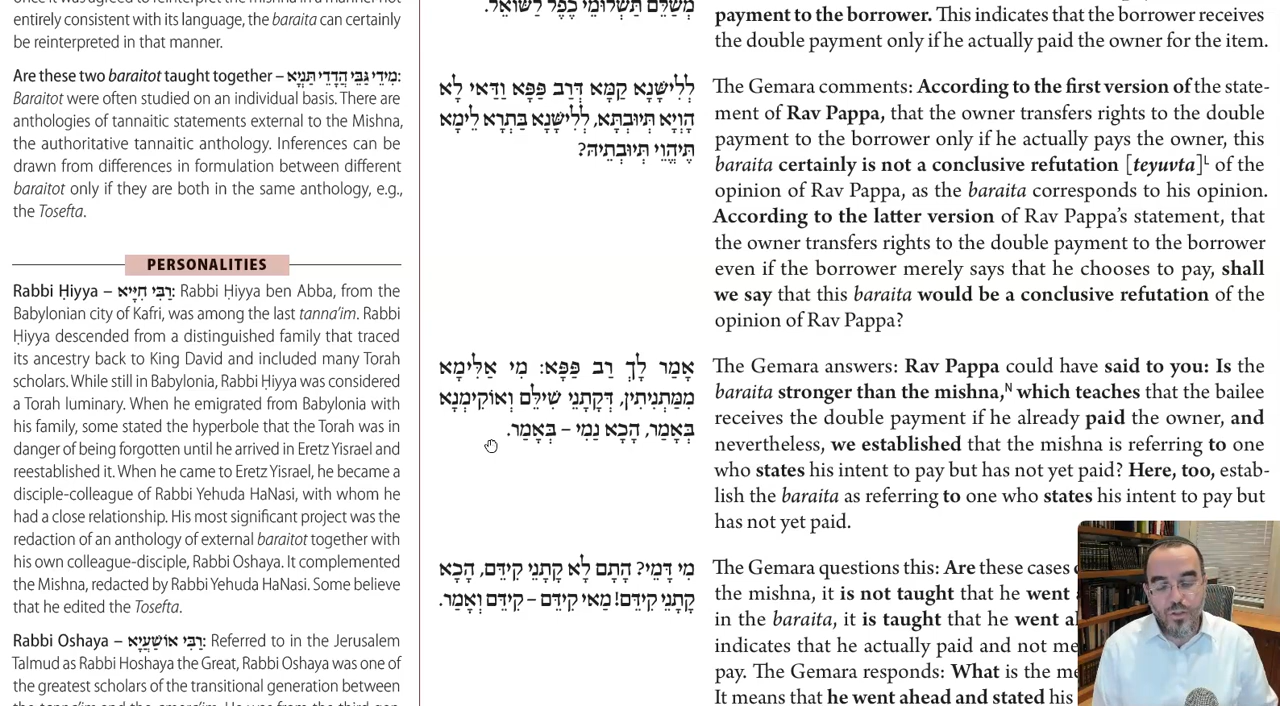 once it was agreed to reinterpret the mishna in a manner not
entirely consistent with its language, the baraita can certainly
be reinterpreted in that manner.
Are these two baraitot taught together – מִידֵי גַּבֵּי הֲדָדֵי תַּנְיָא:
Baraitot were often studied on an individual basis. There are
anthologies of tannaitic statements external to the Mishna,
the authoritative tannaitic anthology. Inferences can be
drawn from differences in formulation between different
baraitot only if they are both in the same anthology, e.g.,
the Tosefta.
PERSONALITIES
Rabbi Ḥiyya – רַבִּי חִיָּיא: Rabbi Ḥiyya ben Abba, from the
Babylonian city of Kafri, was among the last tanna'im. Rabbi
Ḥiyya descended from a distinguished family that traced
its ancestry back to King David and included many Torah
scholars. While still in Babylonia, Rabbi Ḥiyya was considered
a Torah luminary. When he emigrated from Babylonia with
his family, some stated the hyperbole that the Torah was in
danger of being forgotten until he arrived in Eretz Yisrael and
reestablished it. When he came to Eretz Yisrael, he became a
disciple-colleague of Rabbi Yehuda HaNasi, with whom he
had a close relationship. His most significant project was the
redaction of an anthology of external baraitot together with
his own colleague-disciple, Rabbi Oshaya. It complemented
the Mishna, redacted by Rabbi Yehuda HaNasi. Some believe
that he edited the Tosefta.
Rabbi Oshaya – רַבִּי אוֹשַׁעְיָא: Referred to in the Jerusalem
Talmud as Rabbi Hoshaya the Great, Rabbi Oshaya was one of
the greatest scholars of the transitional generation between
מְשַׁלֵּם תַּשְׁלוּמֵי כֶפֶל לַשּׁוֹאֵל.
לְלִישָּׁנָא קַמָּא דְּרַב פַּפָּא וַדַּאי לָא
הָוְיָא תְּיוּבְתָּא, לְלִישָּׁנָא בַּתְרָא לֵימָא
תֶּיהֱוֵי תְּיוּבְתֵּיהּ?
אָמַר לָךְ רַב פַּפָּא: מִי אַלִּימָא
מִמַּתְנִיתִין, דְּקָתָנֵי שִׁילֵּם וְאוֹקִימְנָא
בְּאָמַר, הָכָא נַמִי – בְּאָמַר.
מִי דָּמֵי? הָתָם לָא קָתָנֵי קִידֵּם, הָכָא
קָתָנֵי קִידֵּם! מַאי קִידֵּם – קִידֵּם וְאָמַר.
payment to the borrower. This indicates that the borrower receives
the double payment only if he actually paid the owner for the item.
The Gemara comments: According to the first version of the state-
ment of Rav Pappa, that the owner transfers rights to the double
payment to the borrower only if he actually pays the owner, this
baraita certainly is not a conclusive refutation [teyuvta]L of the
opinion of Rav Pappa, as the baraita corresponds to his opinion.
According to the latter version of Rav Pappa's statement, that
the owner transfers rights to the double payment to the borrower
even if the borrower merely says that he chooses to pay, shall
we say that this baraita would be a conclusive refutation of the
opinion of Rav Pappa?
The Gemara answers: Rav Pappa could have said to you: Is the
baraita stronger than the mishna,N which teaches that the bailee
receives the double payment if he already paid the owner, and
nevertheless, we established that the mishna is referring to one
who states his intent to pay but has not yet paid? Here, too, estab-
lish the baraita as referring to one who states his intent to pay but
has not yet paid.
The Gemara questions this: Are these cases
the mishna, it is not taught that he went
in the baraita, it is taught that he went
indicates that he actually paid and not
pay. The Gemara responds: What is the
It means that he went ahead and stated his